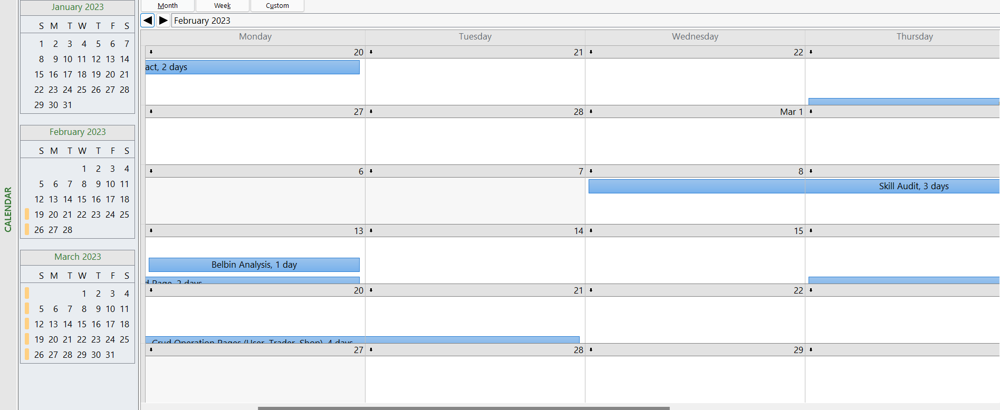 CALENDAR
January 2023
S M T W T F S
1 2 3 4 5 6 7
8 9 10 11 12 13 14
15 16 17 18 19 20 21
22 23 24 25 26 27 28
29 30 31
February 2023
S M T W T F S
1 2 3 4
5 6 7 8 9 10 11
12 13 14 15 16 17 18
19 20 21 22 23 24 25
26 27 28
March 2023
S M T W T F S
1 2 3 4
5 6 7 8 9 10 11
12 13 14 15 16 17 18
19 20 21 22 23 24 25
26 27 28 29 30 31
Month Week Custom
February 2023
Monday Tuesday Wednesday Thursday
20 21 22
act, 2 days
27 28 Mar 1
6 7 8
Skill Audit, 3 days
13 14 15
Belbin Analysis, 1 day
d Page, 2 days
20 21 22
Crud Operation Pages (User, Trader, Shop), 4 days
27 28 29